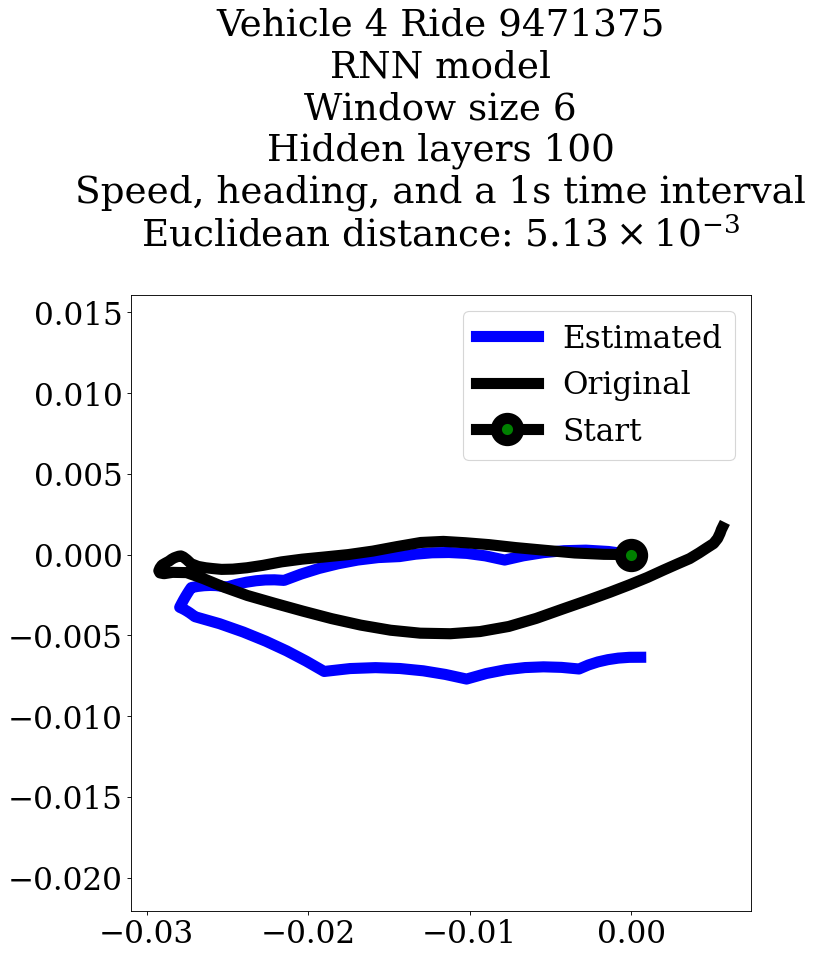 Vehicle 4 Ride 9471375
RNN model
Window size 6
Hidden layers 100
Speed, heading, and a 1s time interval
Euclidean distance: 5.13 × 10⁻³
Estimated
Original
Start
0.015
0.010
0.005
0.000
−0.005
−0.010
−0.015
−0.020
−0.03 −0.02 −0.01 0.00